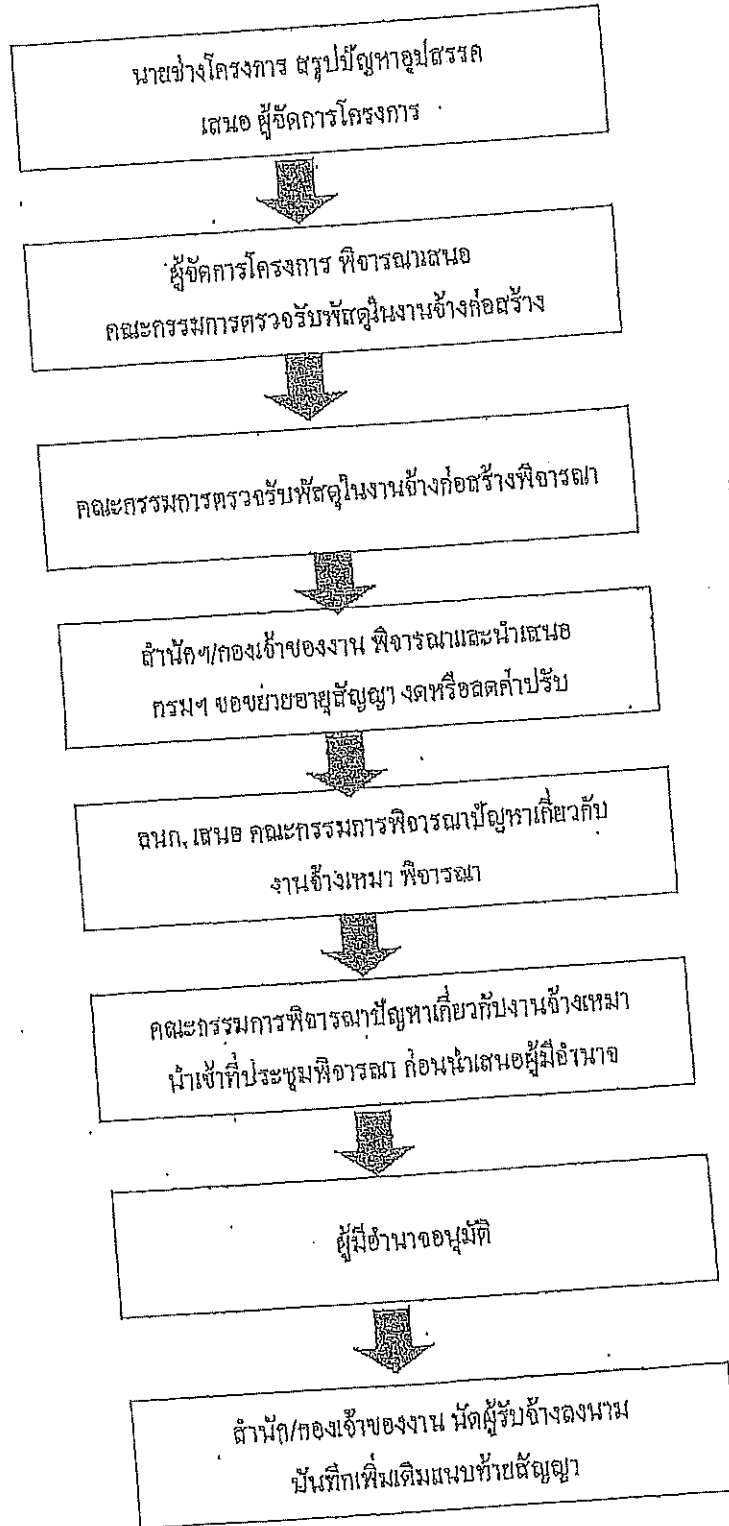 นายช่างโครงการ สรุปปัญหาอุปสรรค
เสนอ ผู้จัดการโครงการ
ผู้จัดการโครงการ พิจารณาเสนอ
คณะกรรมการตรวจรับพัสดุในงานจ้างก่อสร้าง
คณะกรรมการตรวจรับพัสดุในงานจ้างก่อสร้างพิจารณา
สำนักฯ/กองเจ้าของงาน พิจารณาและนำเสนอ
กรมฯ ขอขยายอายุสัญญา งดหรือลดค่าปรับ
ลนก. เสนอ คณะกรรมการพิจารณาปัญหาเกี่ยวกับ
งานจ้างเหมา พิจารณา
คณะกรรมการพิจารณาปัญหาเกี่ยวกับงานจ้างเหมา
นำเข้าที่ประชุมพิจารณา ก่อนนำเสนอผู้มีอำนาจ
ผู้มีอำนาจอนุมัติ
สำนัก/กองเจ้าของงาน นัดผู้รับจ้างลงนาม
บันทึกเพิ่มเติมแนบท้ายสัญญา